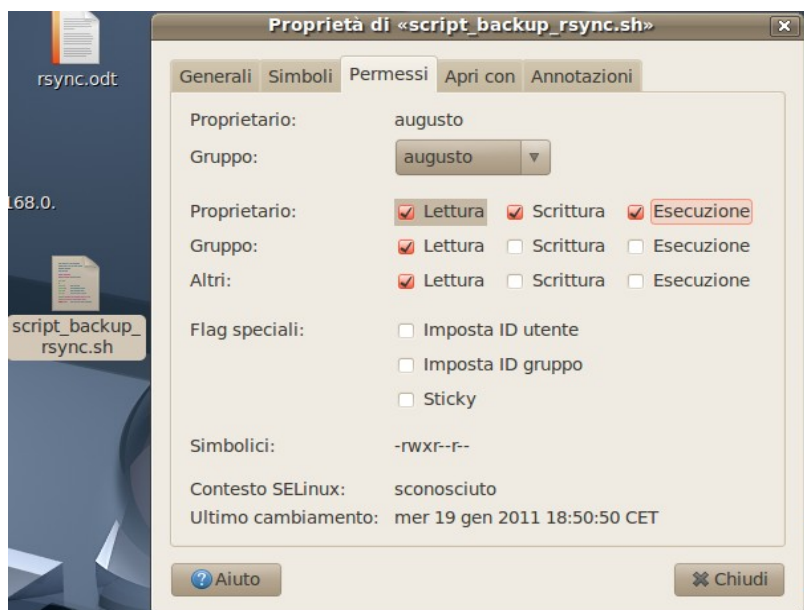 Proprietà di «script_backup_rsync.sh»
rsync.odt
168.0.
script_backup_
rsync.sh
Generali Simboli Permessi Apri con Annotazioni
Proprietario: augusto
Gruppo: augusto
Proprietario: Lettura Scrittura Esecuzione
Gruppo: Lettura Scrittura Esecuzione
Altri: Lettura Scrittura Esecuzione
Flag speciali: Imposta ID utente
Imposta ID gruppo
Sticky
Simbolici: -rwxr--r--
Contesto SELinux: sconosciuto
Ultimo cambiamento: mer 19 gen 2011 18:50:50 CET
Aiuto Chiudi